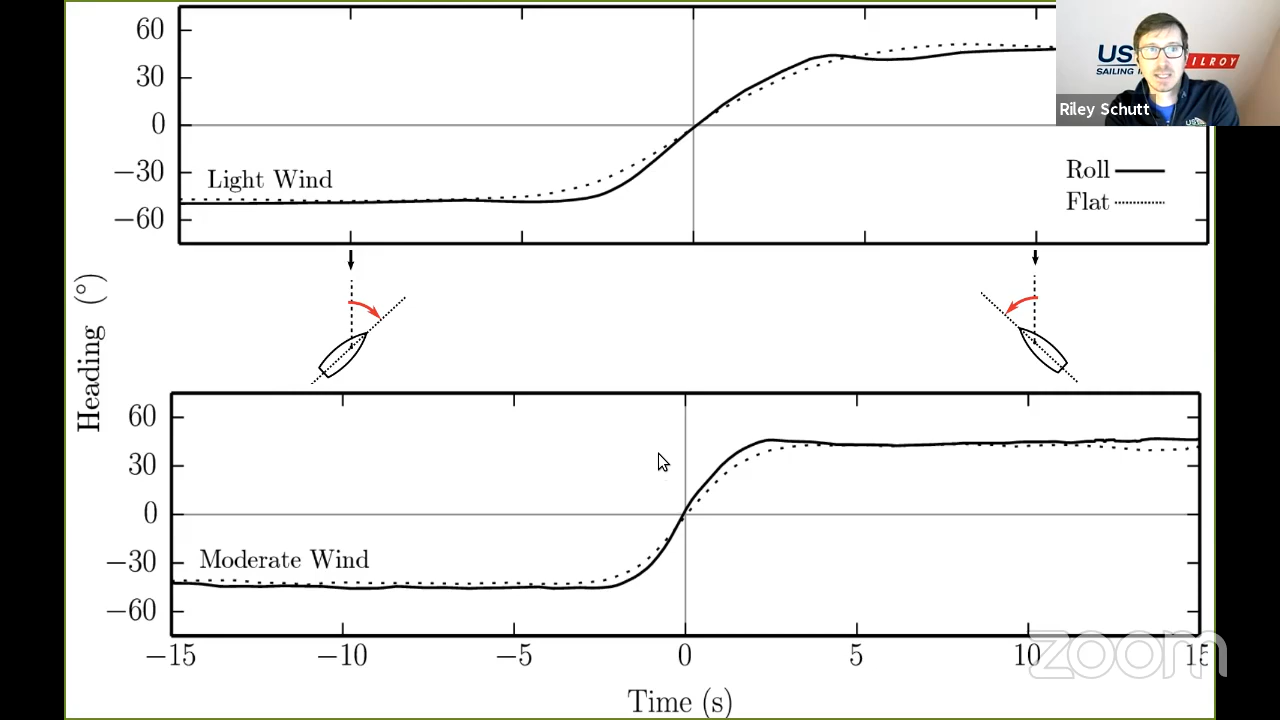 60
30
0
−30
−60
Light Wind
Roll
Flat
US
ILROY
SAILING
Riley Schutt
US
Heading (°)
60
30
0
−30
−60
Moderate Wind
−15
−10
−5
0
5
10
15
Time (s)
zoom